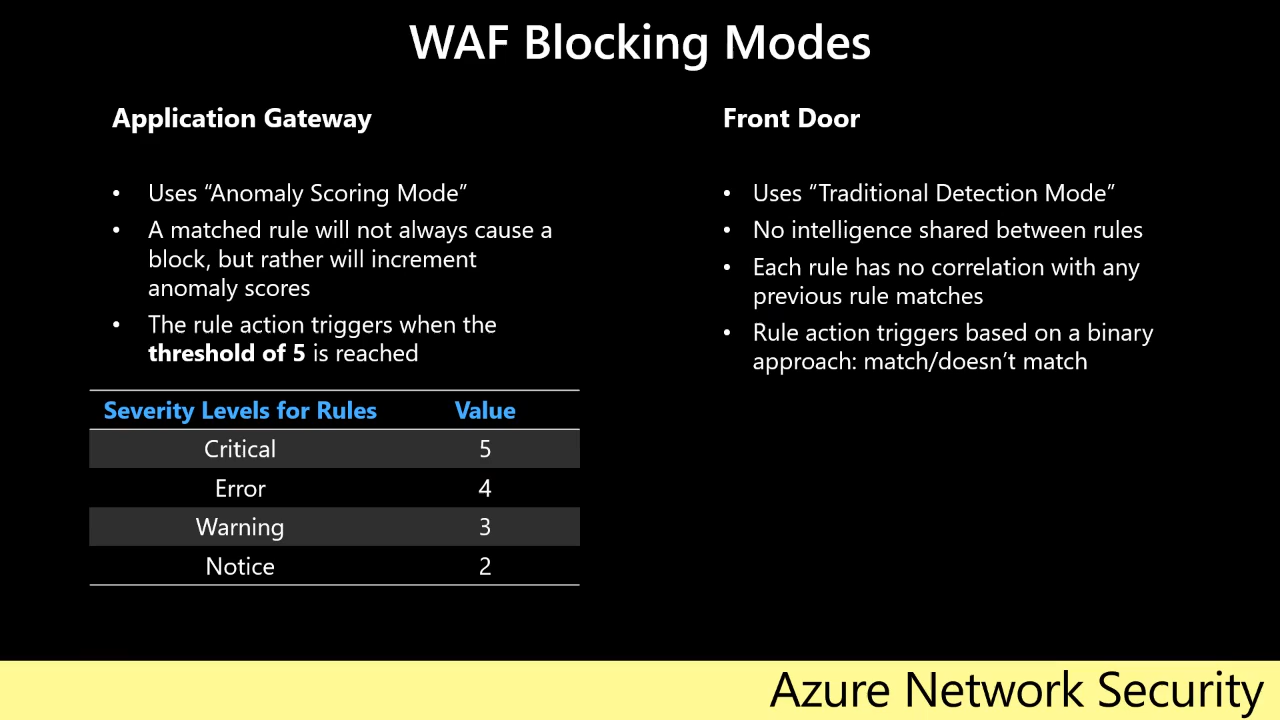 WAF Blocking Modes
Application Gateway
• Uses “Anomaly Scoring Mode”
• A matched rule will not always cause a
block, but rather will increment
anomaly scores
• The rule action triggers when the
threshold of 5 is reached
Severity Levels for Rules Value
Critical 5
Error 4
Warning 3
Notice 2
Front Door
• Uses “Traditional Detection Mode”
• No intelligence shared between rules
• Each rule has no correlation with any
previous rule matches
• Rule action triggers based on a binary
approach: match/doesn’t match
Azure Network Security